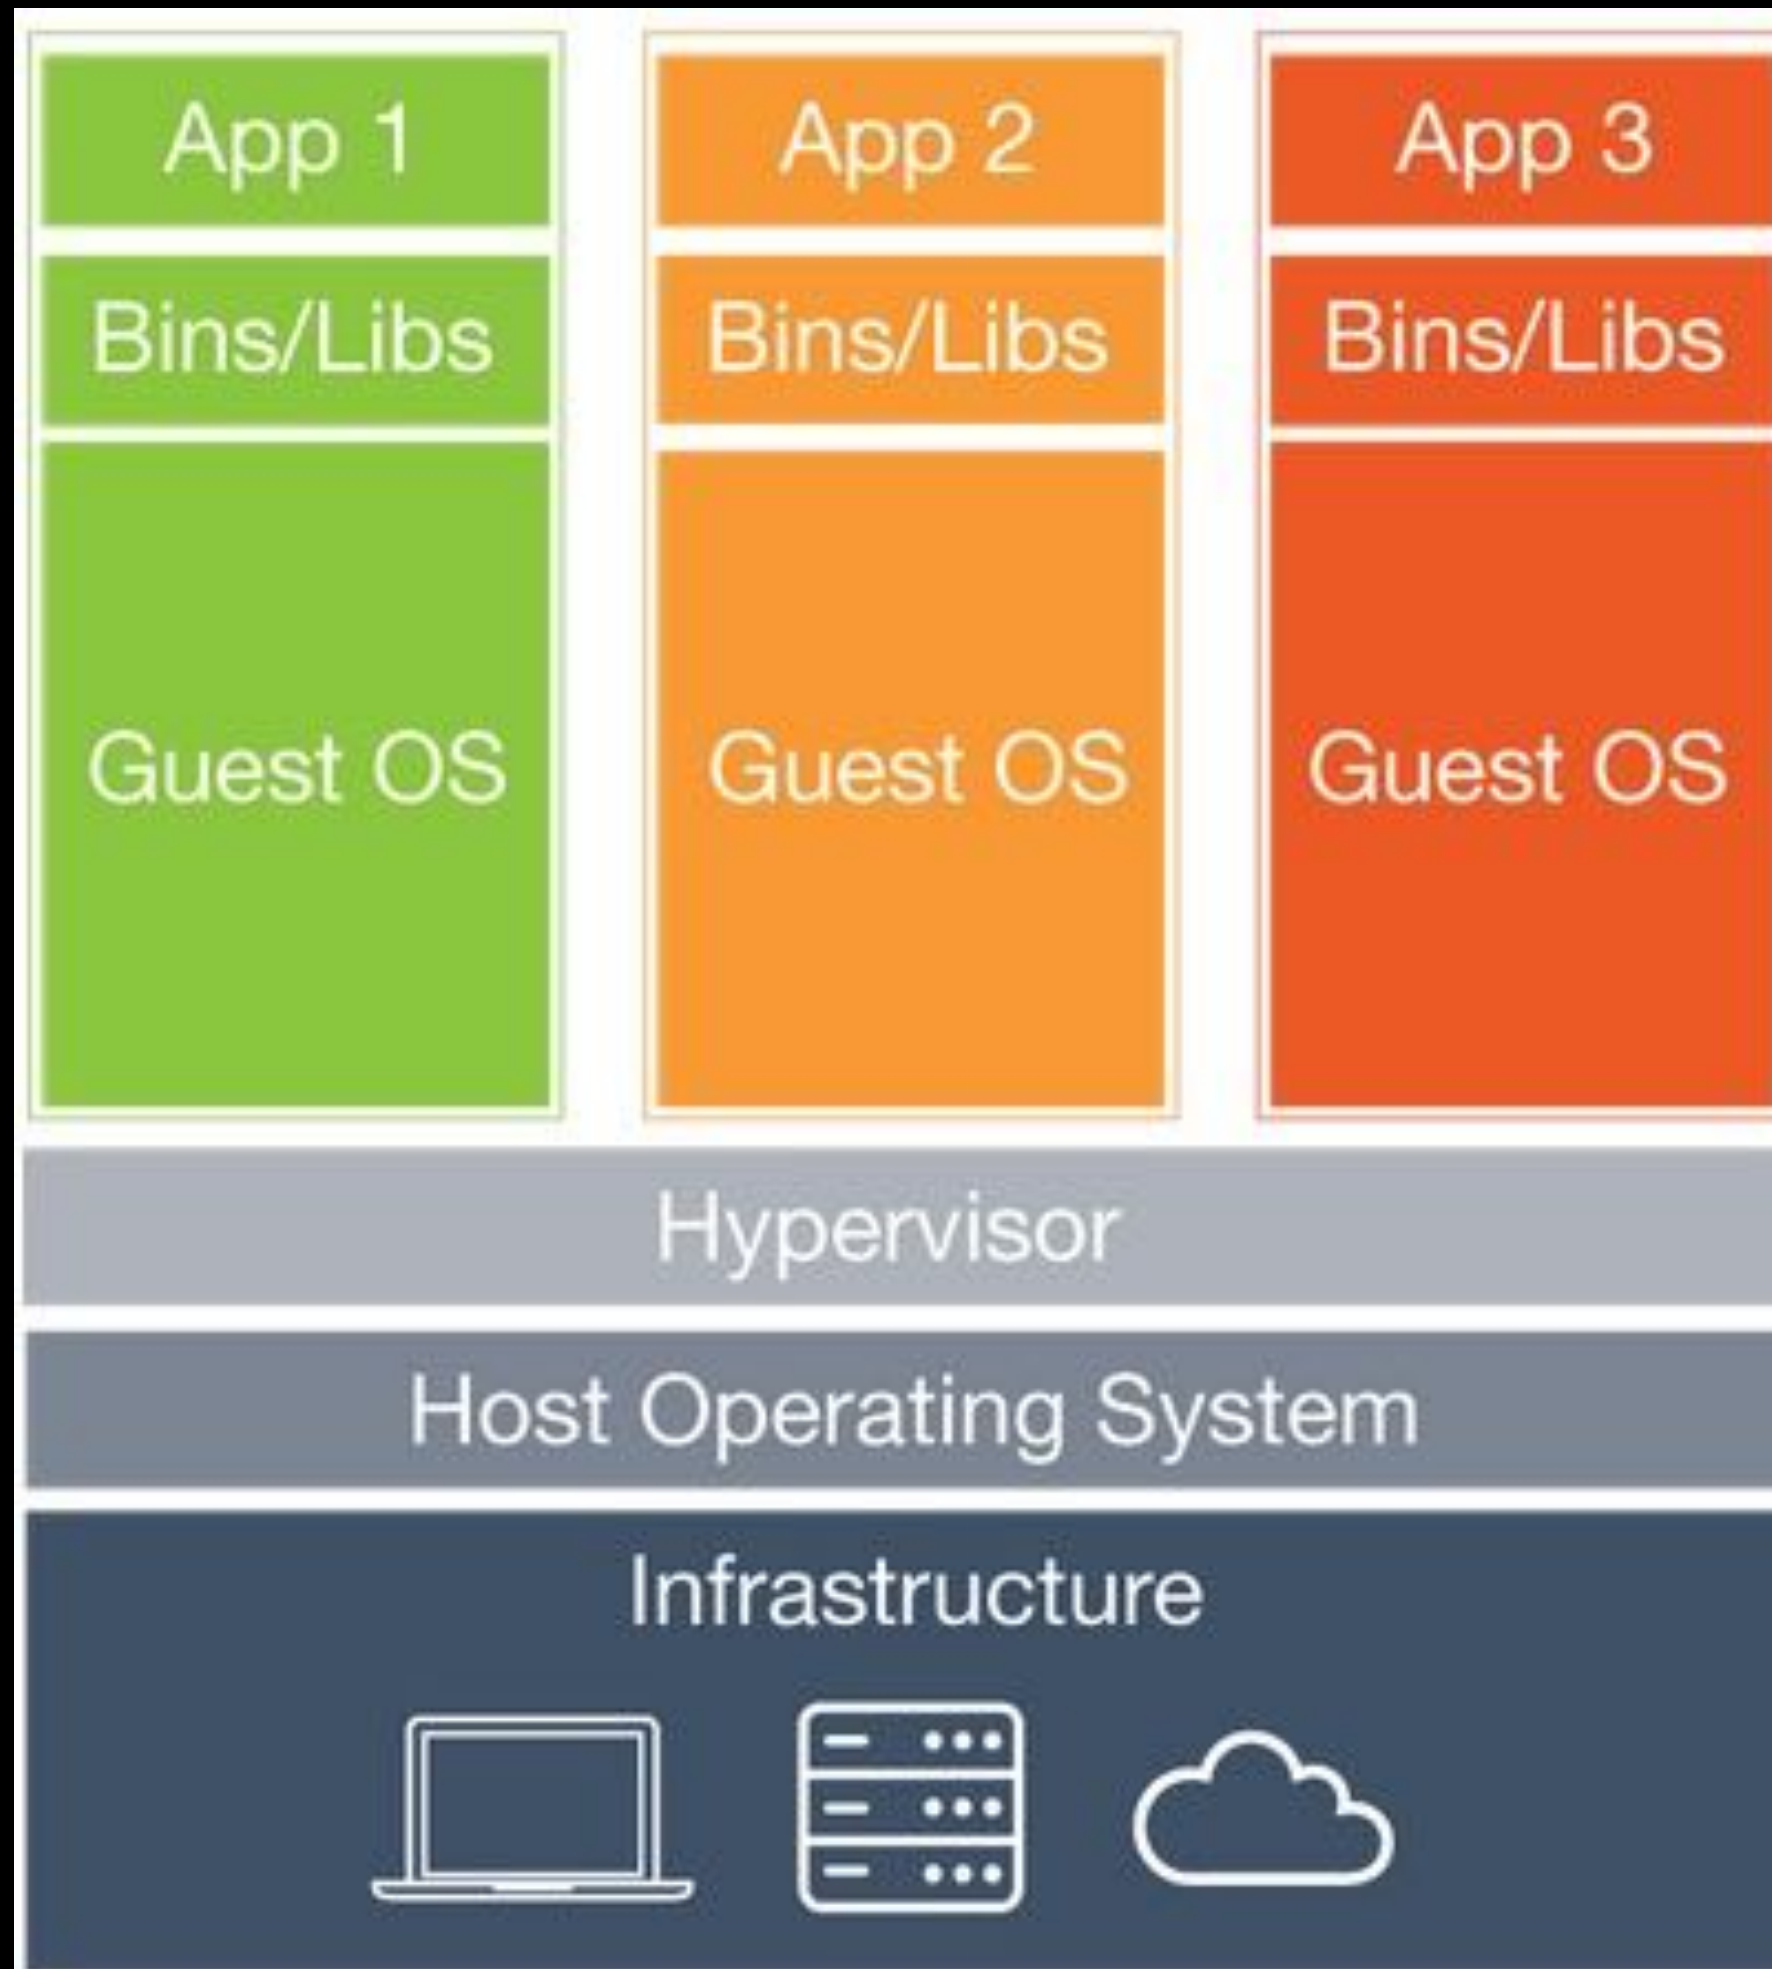 App 1
App 2
App 3
Bins/Libs
Bins/Libs
Bins/Libs
Guest OS
Guest OS
Guest OS
Hypervisor
Host Operating System
Infrastructure